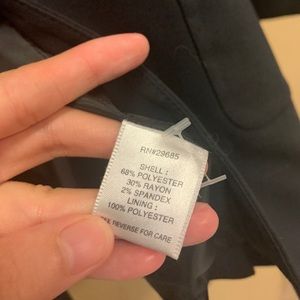 RN#29685
SHELL :
68% POLYESTER
30% RAYON
2% SPANDEX
LINING :
100% POLYESTER
SEE REVERSE FOR CARE